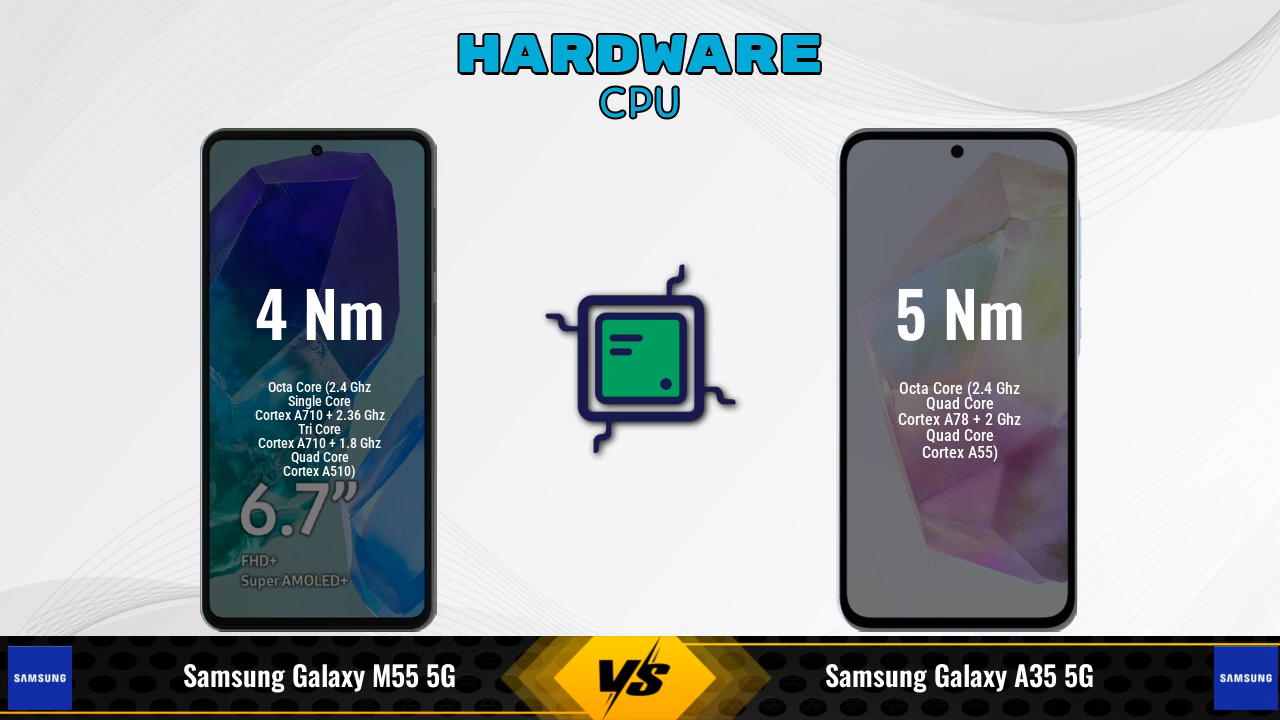 HARDWARE
CPU
4 Nm
Octa Core (2.4 Ghz
Single Core
Cortex A710 + 2.36 Ghz
Tri Core
Cortex A710 + 1.8 Ghz
Quad Core
Cortex A510)
6.7”
FHD+
Super AMOLED+
5 Nm
Octa Core (2.4 Ghz
Quad Core
Cortex A78 + 2 Ghz
Quad Core
Cortex A55)
SAMSUNG
Samsung Galaxy M55 5G
VS
Samsung Galaxy A35 5G
SAMSUNG